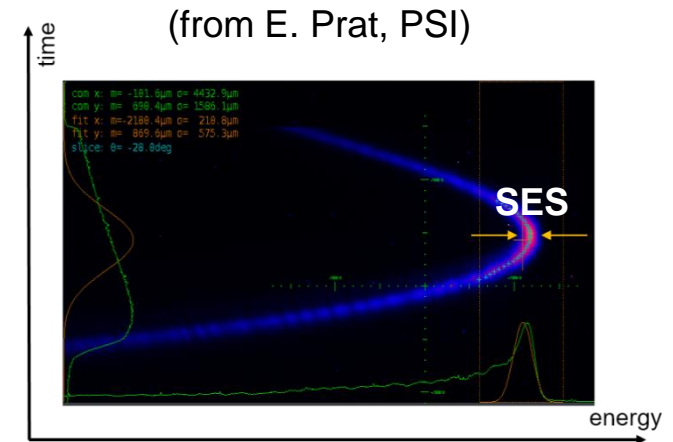 (from E. Prat, PSI)
time
com x: m= -181.6µm σ= 4432.9µm
com y: m= 698.4µm σ= 1586.1µm
fit x: m=-2180.4µm σ= 218.8µm
fit y: m= 869.6µm σ= 575.3µm
slice: θ= -28.8deg
SES
energy